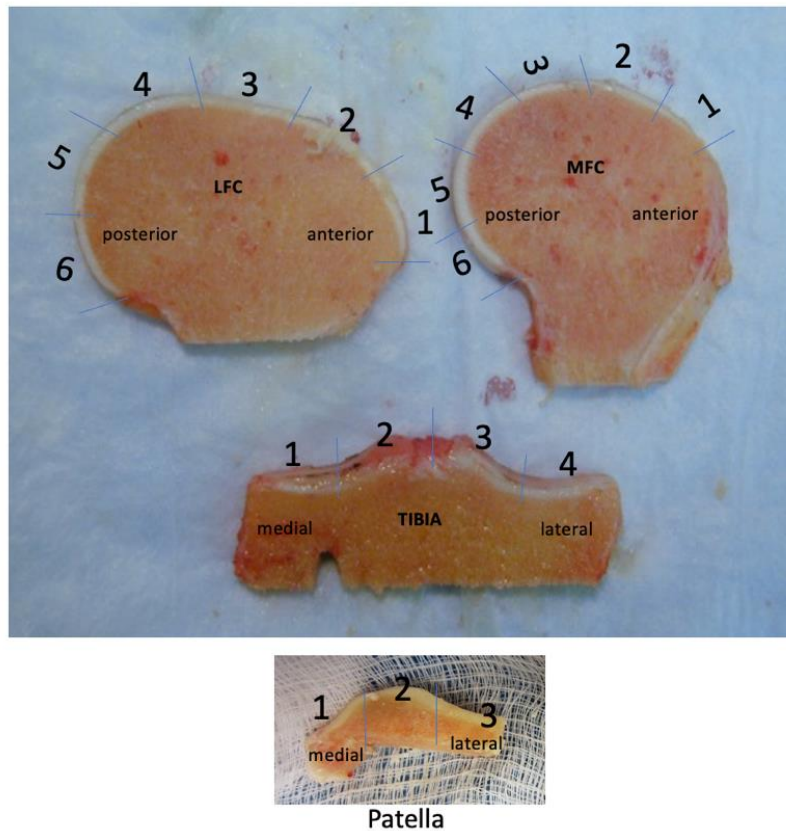 4 3
5 2
LFC
posterior anterior
1
6
3 2
4 1
MFC
5
posterior anterior
6
1 2 3 4
medial TIBIA lateral
1 2 3
medial lateral
Patella